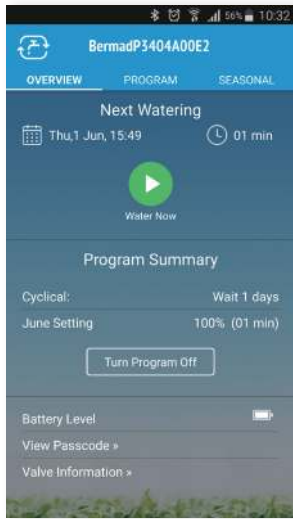 56% 10:32
BermadP3404A00E2
OVERVIEW PROGRAM SEASONAL
Next Watering
Thu,1 Jun, 15:49 01 min
Water Now
Program Summary
Cyclical: Wait 1 days
June Setting 100% (01 min)
Turn Program Off
Battery Level
View Passcode »
Valve Information »